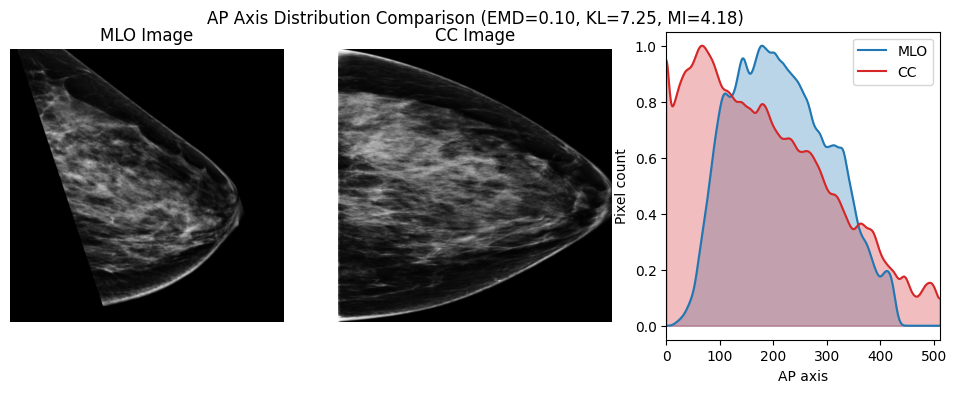 AP Axis Distribution Comparison (EMD=0.10, KL=7.25, MI=4.18)
MLO Image
CC Image
MLO
CC
Pixel count
1.0
0.8
0.6
0.4
0.2
0.0
0 100 200 300 400 500
AP axis